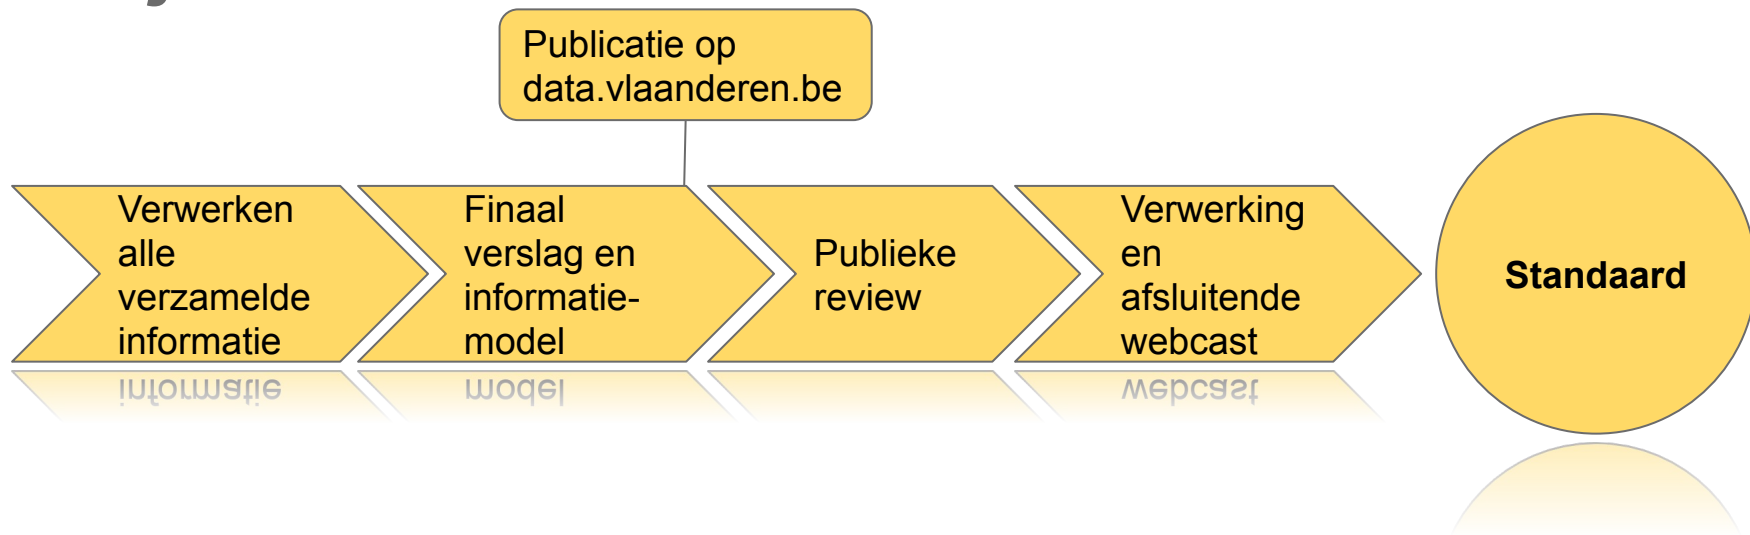 Publicatie op
data.vlaanderen.be
Verwerken
alle
verzamelde
informatie
Finaal
verslag en
informatie-
model
Publieke
review
Verwerking
en
afsluitende
webcast
Standaard